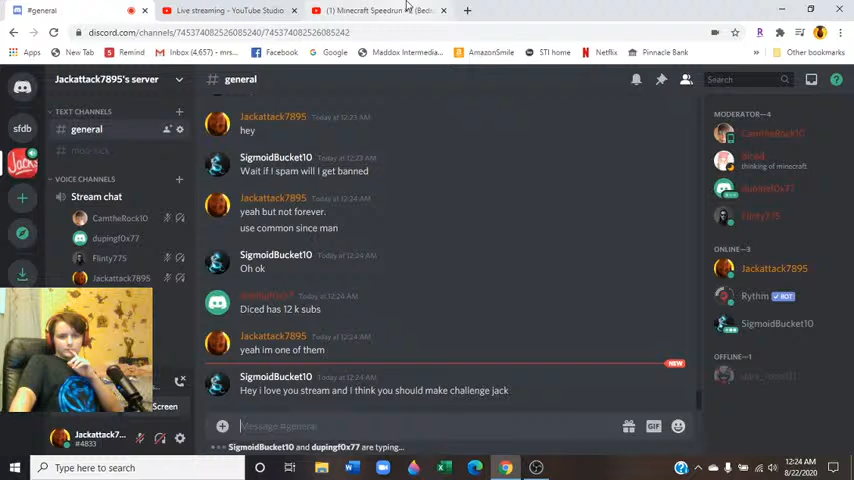 #general
Live streaming - YouTube Studio
(1) Minecraft Speedrun
discord.com/channels/745374082526085240/745374082526085242
Apps
New Tab
Remind
Inbox (4,657) - mrs...
Facebook
Google
Maddox Intermedia...
AmazonSmile
STI home
Netflix
Pinnacle Bank
Other bookmarks
Jackattack7895's server
# general
Search
TEXT CHANNELS
# general
sfdb
VOICE CHANNELS
Stream chat
CamtheRock10
dupingf0x77
Flinty775
Jackattack7895
Screen
Jackattack7...
#4833
Jackattack7895 Today at 12:23 AM
hey
SigmoidBucket10 Today at 12:23 AM
Wait if I spam will I get banned
Jackattack7895 Today at 12:24 AM
yeah but not forever.
use common since man
SigmoidBucket10 Today at 12:24 AM
Oh ok
dupingf0x77 Today at 12:24 AM
Diced has 12 k subs
Jackattack7895 Today at 12:24 AM
yeah im one of them
NEW
SigmoidBucket10 Today at 12:24 AM
Hey i love you stream and I think you should make challenge jack
Message #general
GIF
SigmoidBucket10 and dupingf0x77 are typing...
MODERATOR—4
CamtheRock10
diced
thinking of minecraft.
dupingf0x77
Flinty775
ONLINE—3
Jackattack7895
Rythm BOT
SigmoidBucket10
OFFLINE—1
Type here to search
12:24 AM
8/22/2020